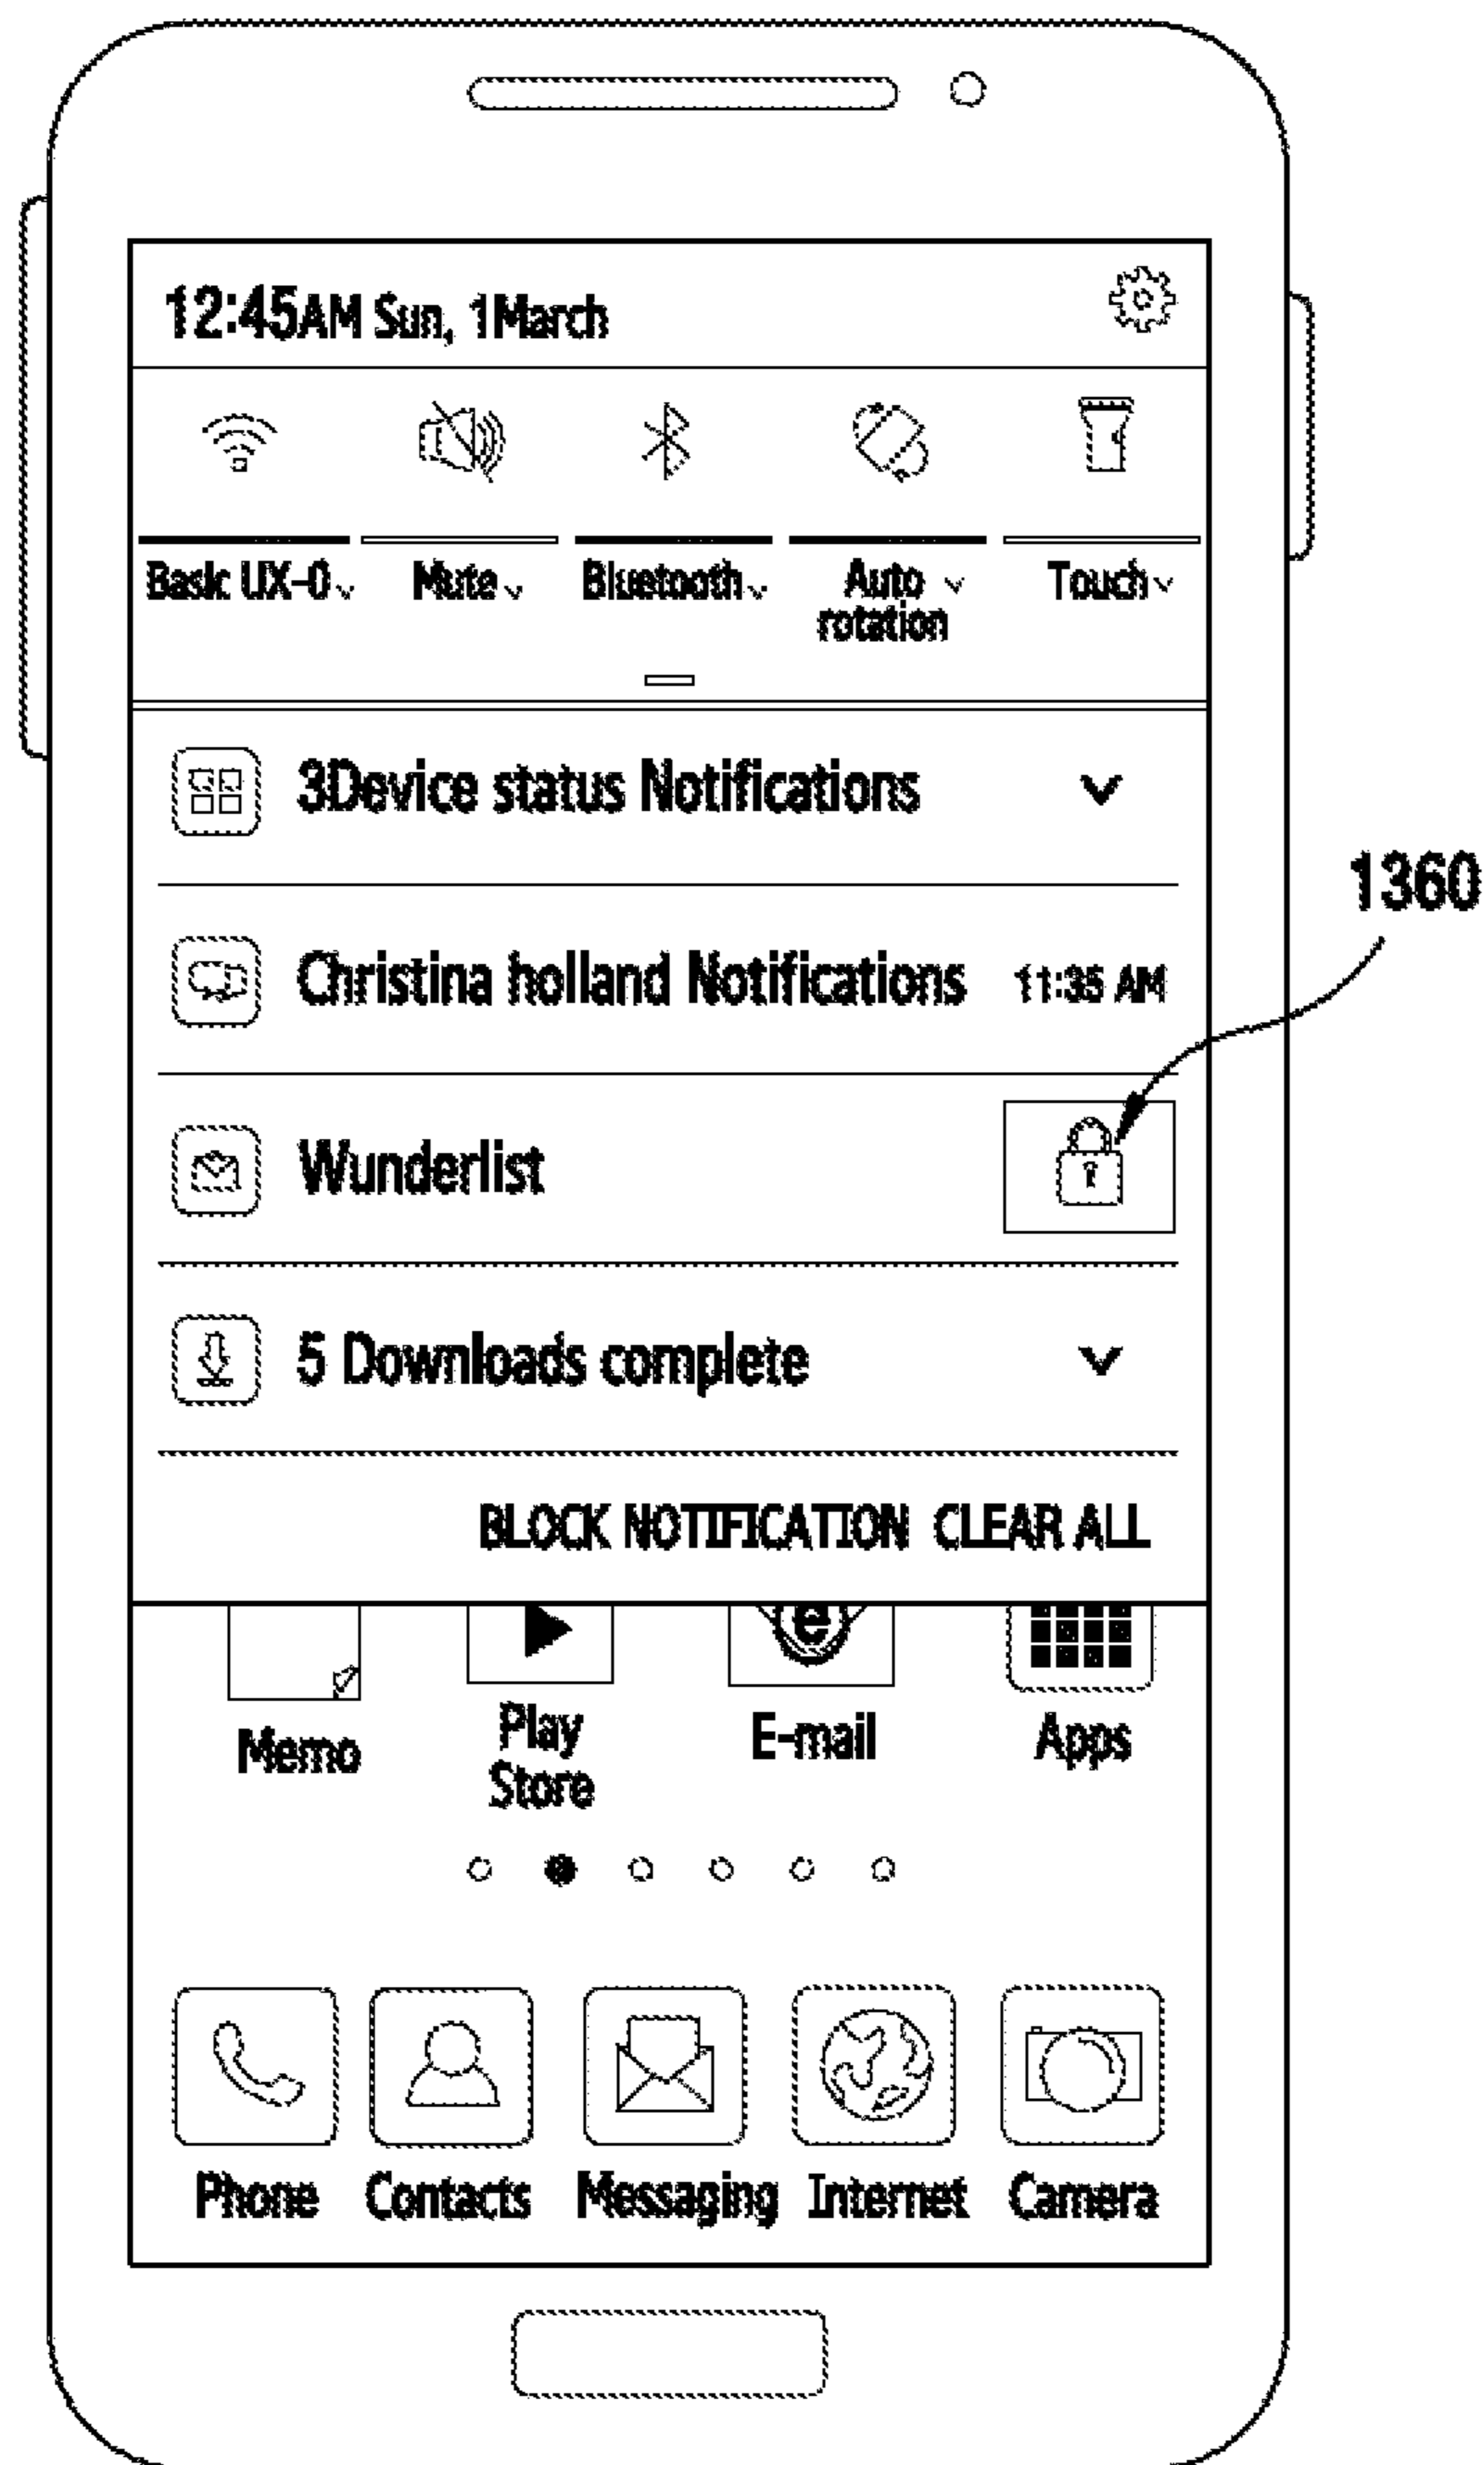 12:45AM Sun, 1March
Basic UX-0 Mute Bluetooth Auto rotation Touch
3Device status Notifications
1360
Christina holland Notifications 11:35 AM
Wunderlist
5 Downloads complete
BLOCK NOTIFICATION CLEAR ALL
e
Memo Play Store E-mail Apps
Phone Contacts Messaging Internet Camera